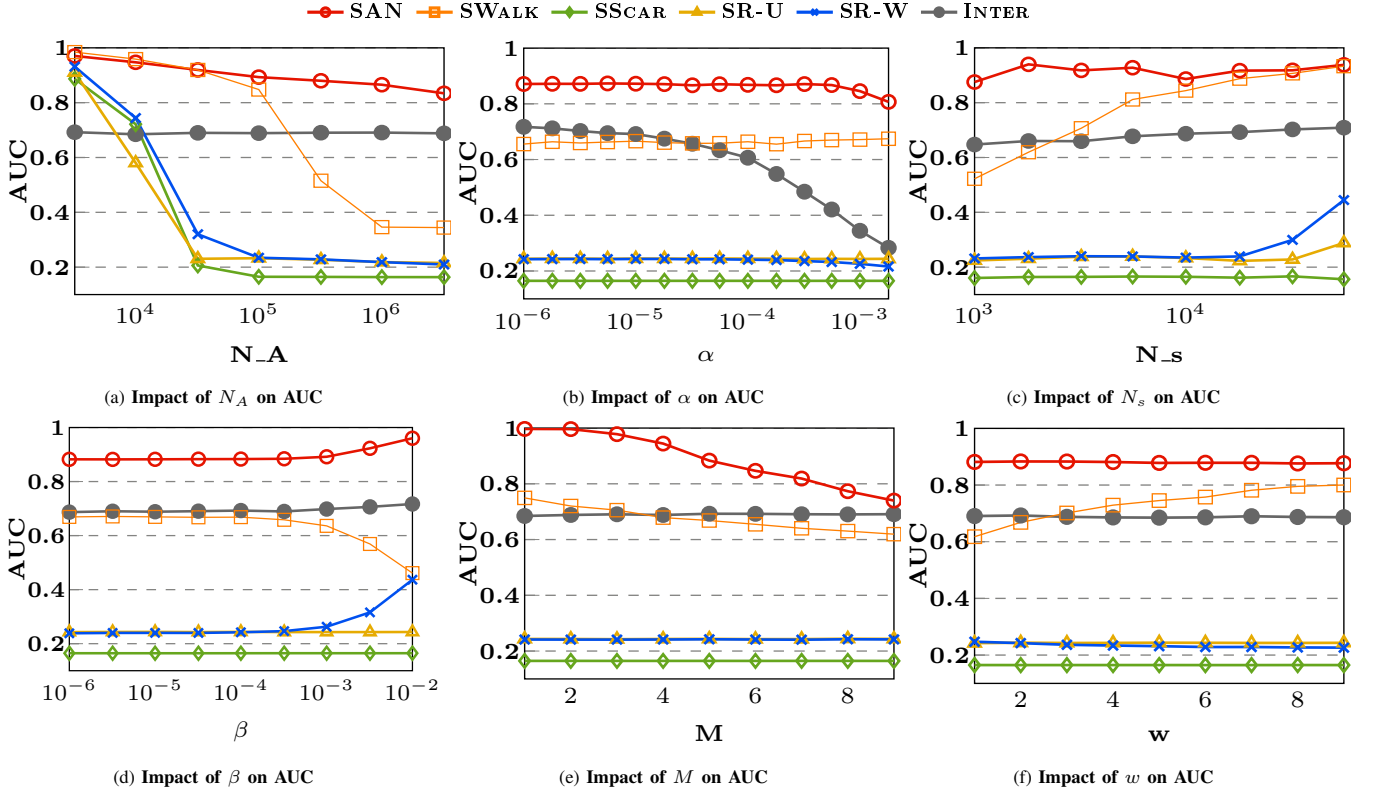 SAN SWALK SSCAR SR-U SR-W INTER
1
0.8
0.6
0.4
0.2
AUC
10^4 10^5 10^6
N_A
(a) Impact of N_A on AUC
1
0.8
0.6
0.4
0.2
AUC
10^−6 10^−5 10^−4 10^−3
α
(b) Impact of α on AUC
1
0.8
0.6
0.4
0.2
AUC
10^3 10^4
N_s
(c) Impact of N_s on AUC
1
0.8
0.6
0.4
0.2
AUC
10^−6 10^−5 10^−4 10^−3 10^−2
β
(d) Impact of β on AUC
1
0.8
0.6
0.4
0.2
AUC
2 4 6 8
M
(e) Impact of M on AUC
1
0.8
0.6
0.4
0.2
AUC
2 4 6 8
w
(f) Impact of w on AUC